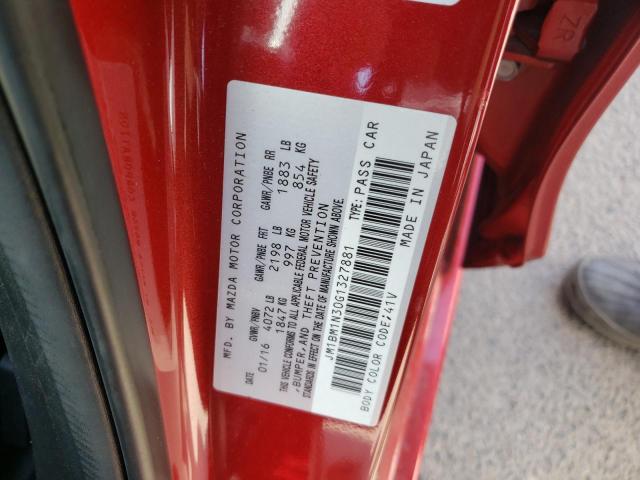 MFD. BY MAZDA MOTOR CORPORATION
GVWR/PNBV GAWR/PNBE FRT GAWR/PNBE RR
01/16 4072 LB 2198 LB 1883 LB
1847 KG 997 KG 854 KG
THIS VEHICLE CONFORMS TO ALL APPLICABLE FEDERAL MOTOR VEHICLE SAFETY
, BUMPER, AND THEFT PREVENTION
STANDARDS IN EFFECT ON THE DATE OF MANUFACTURE SHOWN ABOVE.
JM1BM1N30G1327881 TYPE: PASS CAR
BODY COLOR CODE:41V MADE IN JAPAN
ZR